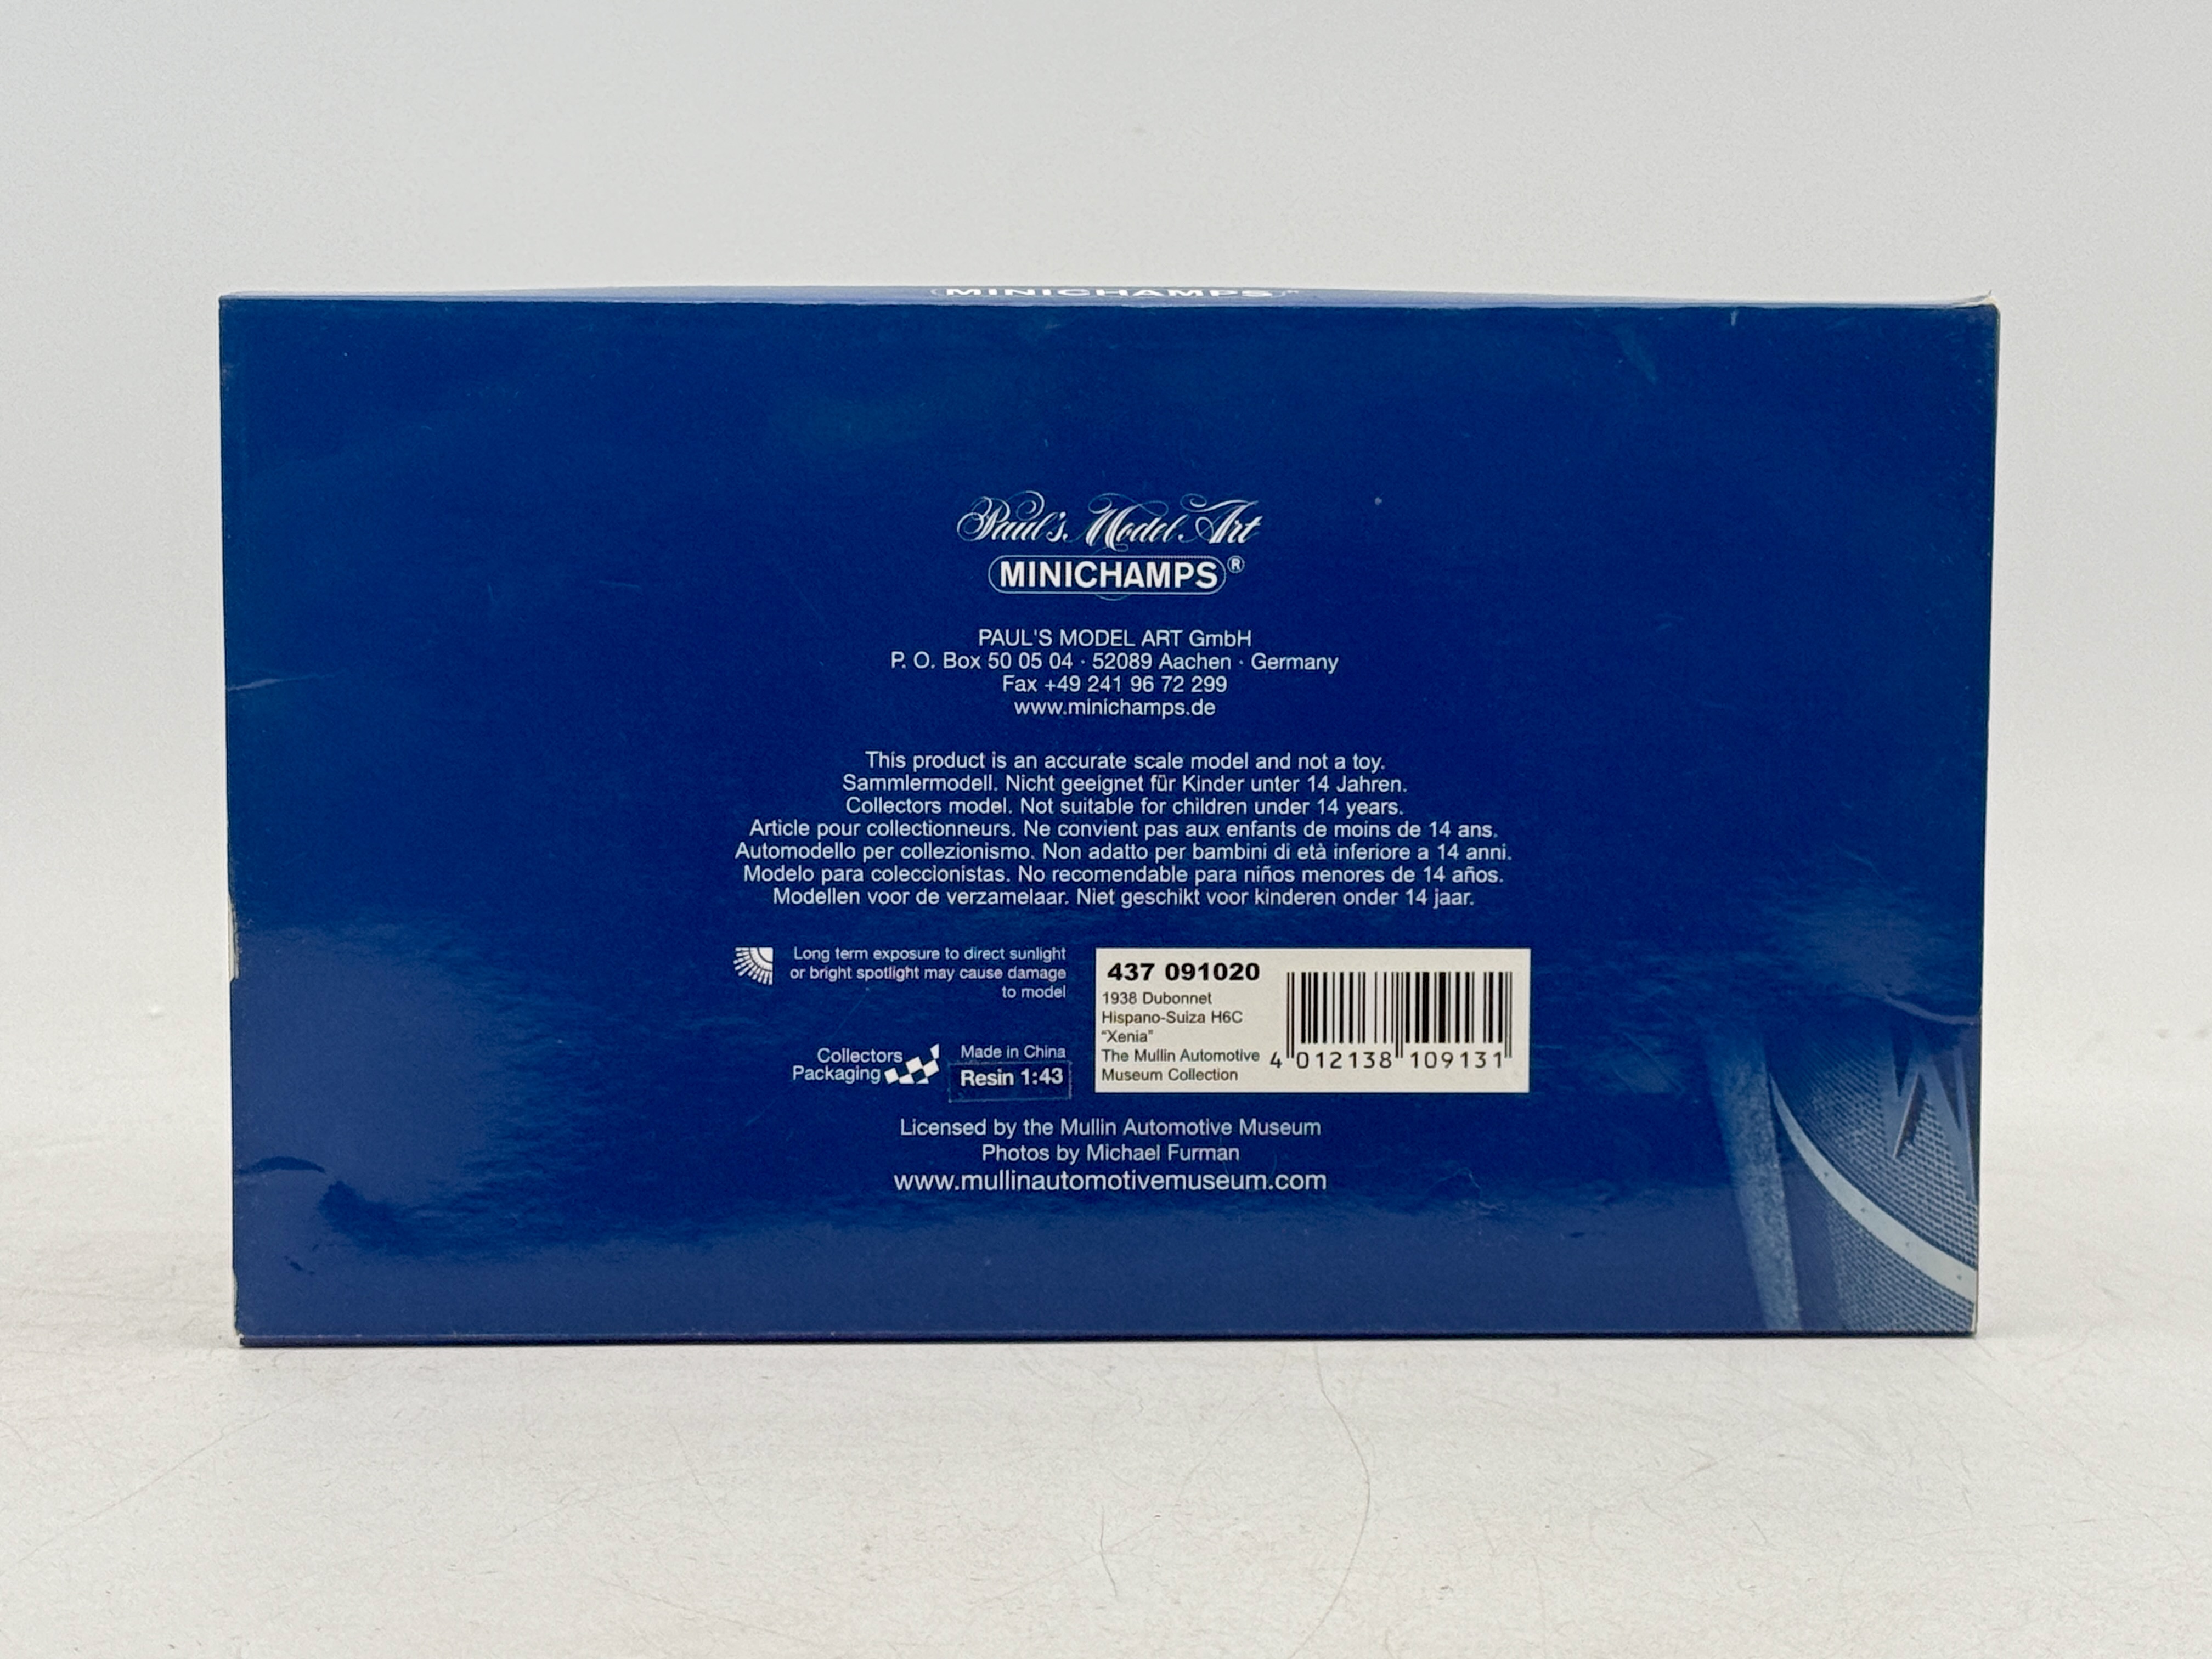 MINICHAMPS
Paul's Model Art
MINICHAMPS®
PAUL'S MODEL ART GmbH
P. O. Box 50 05 04 · 52089 Aachen · Germany
Fax +49 241 96 72 299
www.minichamps.de
This product is an accurate scale model and not a toy.
Sammlermodell. Nicht geeignet für Kinder unter 14 Jahren.
Collectors model. Not suitable for children under 14 years.
Article pour collectionneurs. Ne convient pas aux enfants de moins de 14 ans.
Automodello per collezionismo. Non adatto per bambini di età inferiore a 14 anni.
Modelo para coleccionistas. No recomendable para niños menores de 14 años.
Modellen voor de verzamelaar. Niet geschikt voor kinderen onder 14 jaar.
Long term exposure to direct sunlight
or bright spotlight may cause damage
to model
Collectors
Packaging
Made in China
Resin 1:43
437 091020
1938 Dubonnet
Hispano-Suiza H6C
"Xenia"
The Mullin Automotive
Museum Collection
4 012138 109131
Licensed by the Mullin Automotive Museum
Photos by Michael Furman
www.mullinautomotivemuseum.com
M